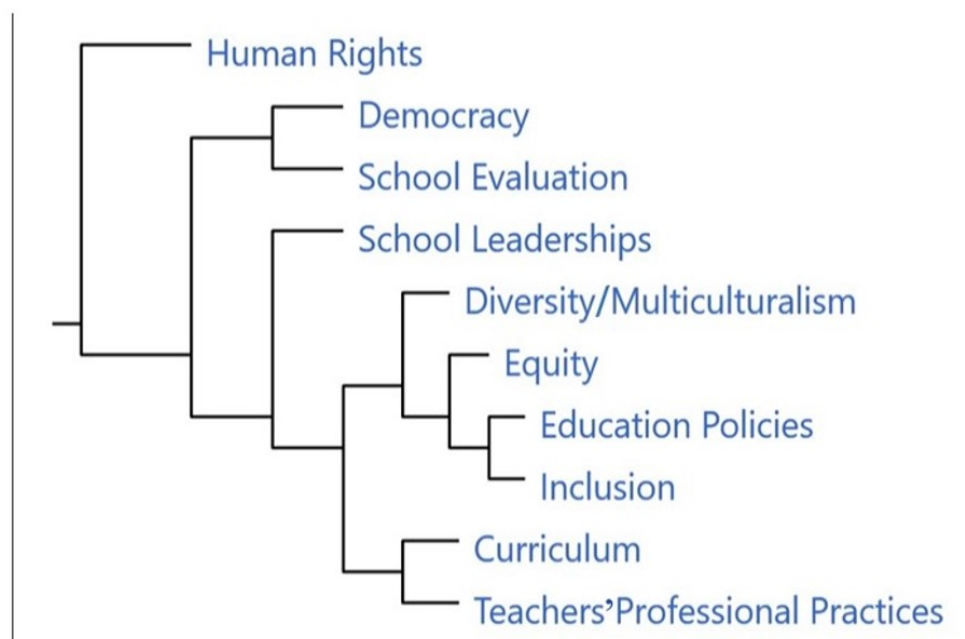 Human Rights
Democracy
School Evaluation
School Leaderships
Diversity/Multiculturalism
Equity
Education Policies
Inclusion
Curriculum
Teachers’Professional Practices